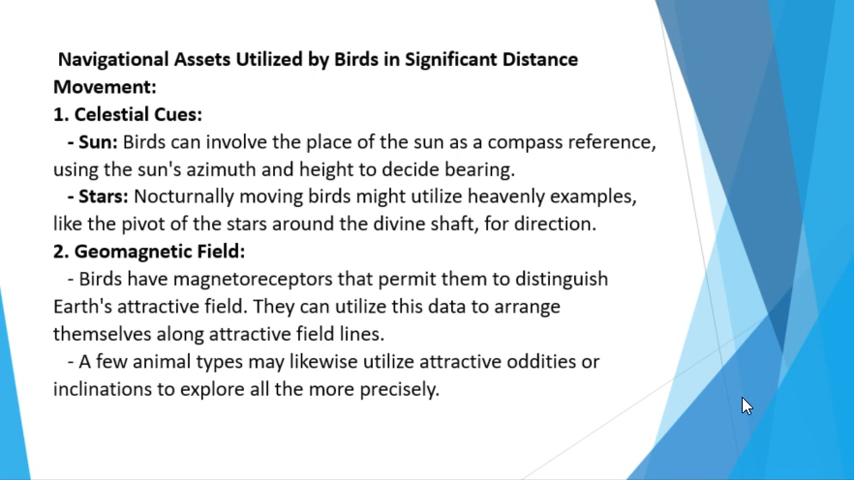 Navigational Assets Utilized by Birds in Significant Distance
Movement:
1. Celestial Cues:
- Sun: Birds can involve the place of the sun as a compass reference,
using the sun's azimuth and height to decide bearing.
- Stars: Nocturnally moving birds might utilize heavenly examples,
like the pivot of the stars around the divine shaft, for direction.
2. Geomagnetic Field:
- Birds have magnetoreceptors that permit them to distinguish
Earth's attractive field. They can utilize this data to arrange
themselves along attractive field lines.
- A few animal types may likewise utilize attractive oddities or
inclinations to explore all the more precisely.